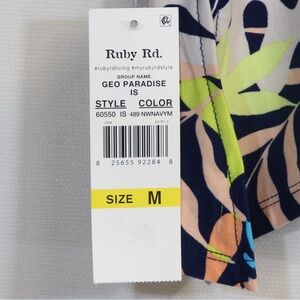 Ruby Rd.
#rubyrdliving #myrubyrdstyle
GROUP NAME
GEO PARADISE
IS
STYLE COLOR
60550 IS 489 NWNAVYM
8 25655 92284 8
SIZE M